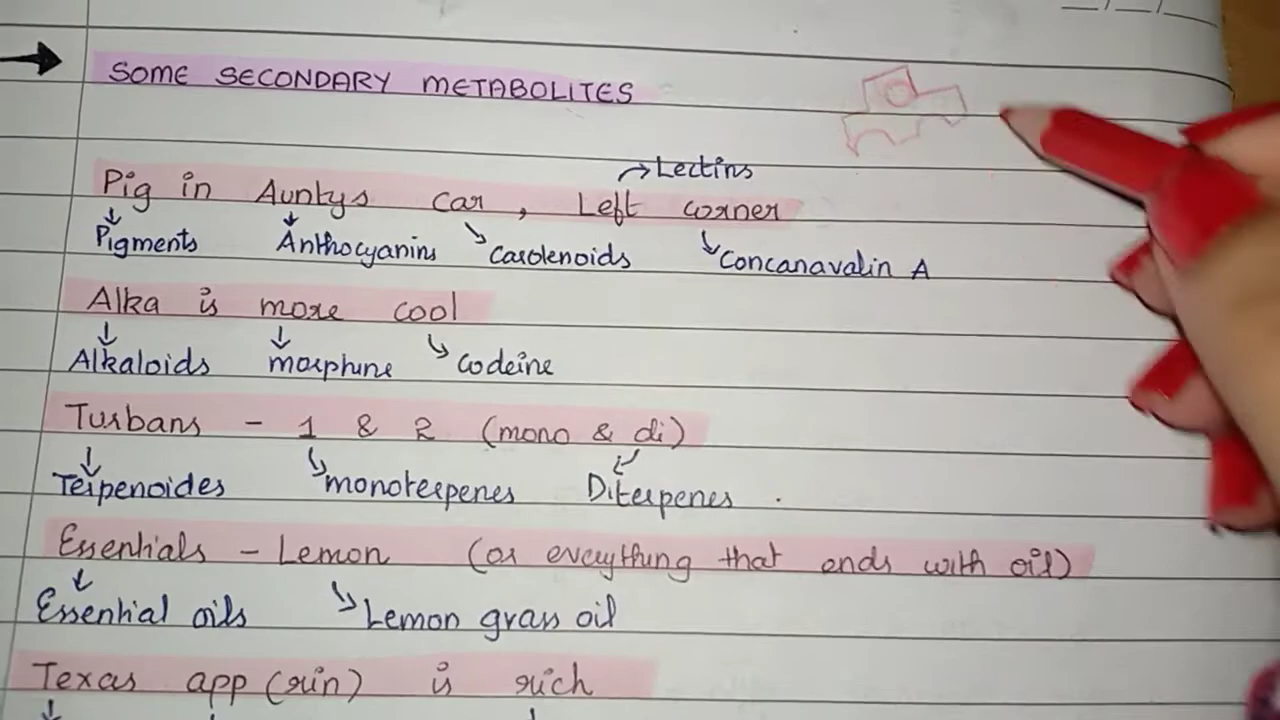 SOME SECONDARY METABOLITES
Lectins
Pig in Auntys car, Left corner
Pigments Anthocyanins Carotenoids Concanavalin A
Alka is more cool
Alkaloids morphine Codeine
Turbans - 1 & 2 (mono & di)
Terpenoides monoterpenes Diterpenes .
Essentials - Lemon (or everything that ends with oil)
Essential oils Lemon grass oil
Texas app (rin) is rich